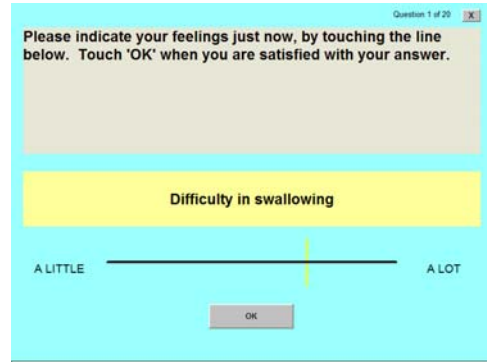 Question 1 of 20 X
Please indicate your feelings just now, by touching the line
below. Touch 'OK' when you are satisfied with your answer.
Difficulty in swallowing
A LITTLE A LOT
OK